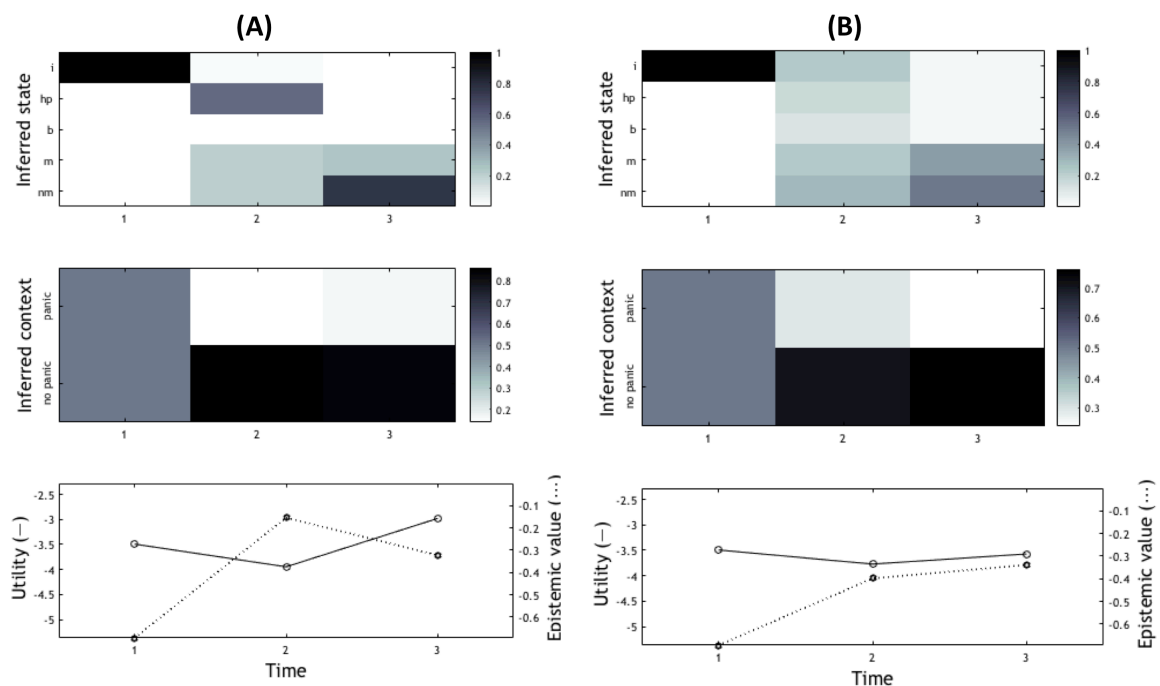 (A)
Inferred state
i
hp
b
m
nm
1
0.8
0.6
0.4
0.2
1 2 3
Inferred context
panic
no panic
0.8
0.7
0.6
0.5
0.4
0.3
0.2
1 2 3
Utility (—)
-2.5
-3
-3.5
-4
-4.5
-5
Epistemic value (···)
-0.1
-0.2
-0.3
-0.4
-0.5
-0.6
1 2 3
Time
(B)
Inferred state
i
hp
b
m
nm
1
0.8
0.6
0.4
0.2
1 2 3
Inferred context
panic
no panic
0.7
0.6
0.5
0.4
0.3
1 2 3
Utility (—)
-2.5
-3
-3.5
-4
-4.5
-5
Epistemic value (···)
-0.1
-0.2
-0.3
-0.4
-0.5
-0.6
1 2 3
Time